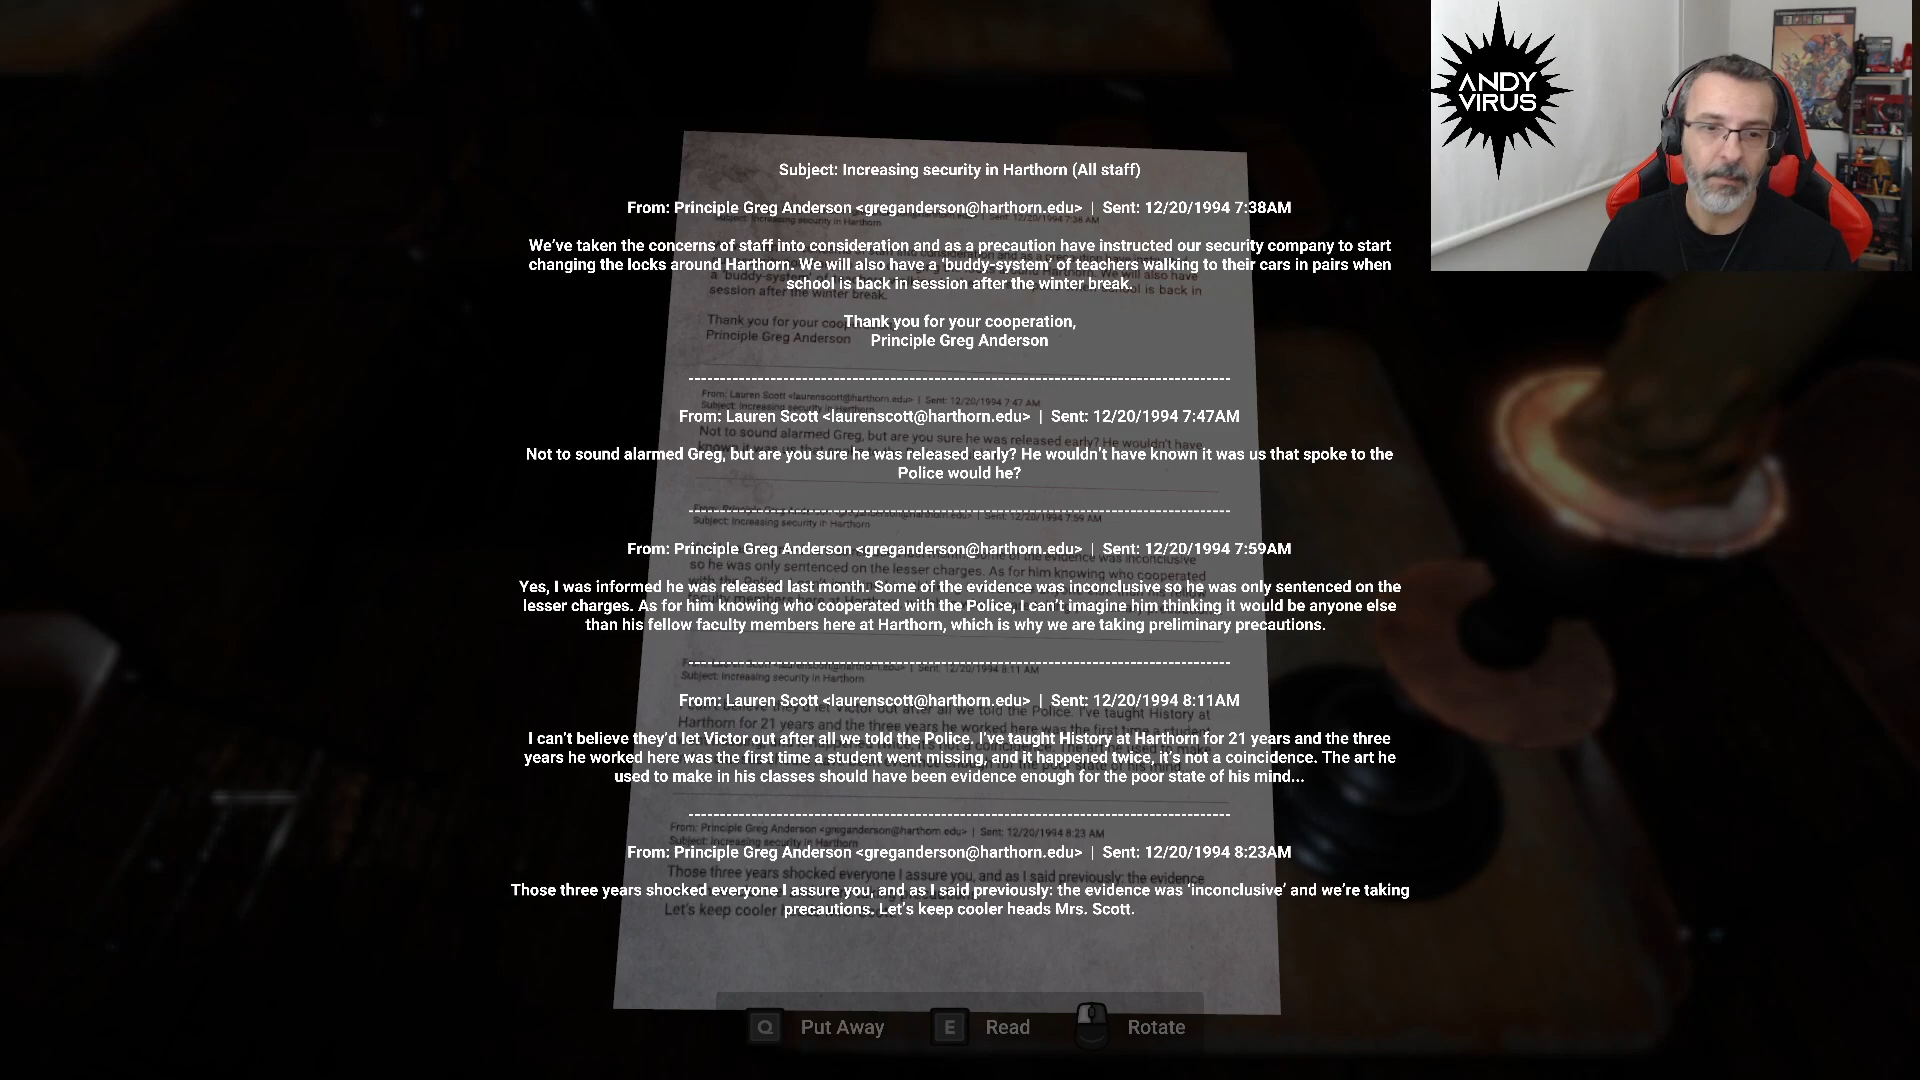 ANDY
VIRUS
Subject: Increasing security in Harthorn (All staff)
From: Principle Greg Anderson <greganderson@harthorn.edu> | Sent: 12/20/1994 7:38AM
We've taken the concerns of staff into consideration and as a precaution have instructed our security company to start
changing the locks around Harthorn. We will also have a 'buddy-system' of teachers walking to their cars in pairs when
school is back in session after the winter break.
Thank you for your cooperation,
Principle Greg Anderson
--------------------------------------------------------------------------------------
From: Lauren Scott <laurenscott@harthorn.edu> | Sent: 12/20/1994 7:47AM
Not to sound alarmed Greg, but are you sure he was released early? He wouldn't have known it was us that spoke to the
Police would he?
--------------------------------------------------------------------------------------
From: Principle Greg Anderson <greganderson@harthorn.edu> | Sent: 12/20/1994 7:59AM
Yes, I was informed he was released last month. Some of the evidence was inconclusive so he was only sentenced on the
lesser charges. As for him knowing who cooperated with the Police, I can't imagine him thinking it would be anyone else
than his fellow faculty members here at Harthorn, which is why we are taking preliminary precautions.
--------------------------------------------------------------------------------------
From: Lauren Scott <laurenscott@harthorn.edu> | Sent: 12/20/1994 8:11AM
I can't believe they'd let Victor out after all we told the Police. I've taught History at Harthorn for 21 years and the three
years he worked here was the first time a student went missing, and it happened twice, it's not a coincidence. The art he
used to make in his classes should have been evidence enough for the poor state of his mind...
--------------------------------------------------------------------------------------
From: Principle Greg Anderson <greganderson@harthorn.edu> | Sent: 12/20/1994 8:23AM
Those three years shocked everyone I assure you, and as I said previously: the evidence was 'inconclusive' and we're taking
precautions. Let's keep cooler heads Mrs. Scott.
Q Put Away E Read Rotate